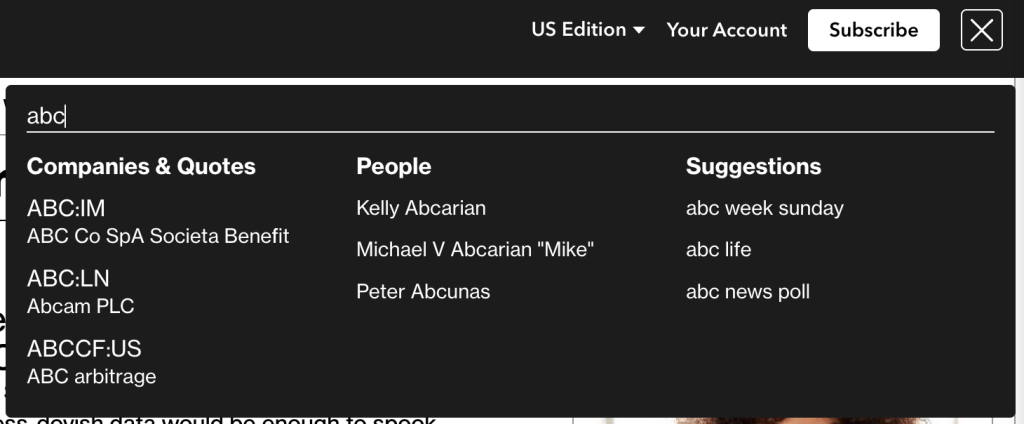 US Edition
Your Account
Subscribe
abc
Companies & Quotes
ABC:IM
ABC Co SpA Societa Benefit
ABC:LN
Abcam PLC
ABCCF:US
ABC arbitrage
People
Kelly Abcarian
Michael V Abcarian "Mike"
Peter Abcunas
Suggestions
abc week sunday
abc life
abc news poll
dovish data would be enough to spook